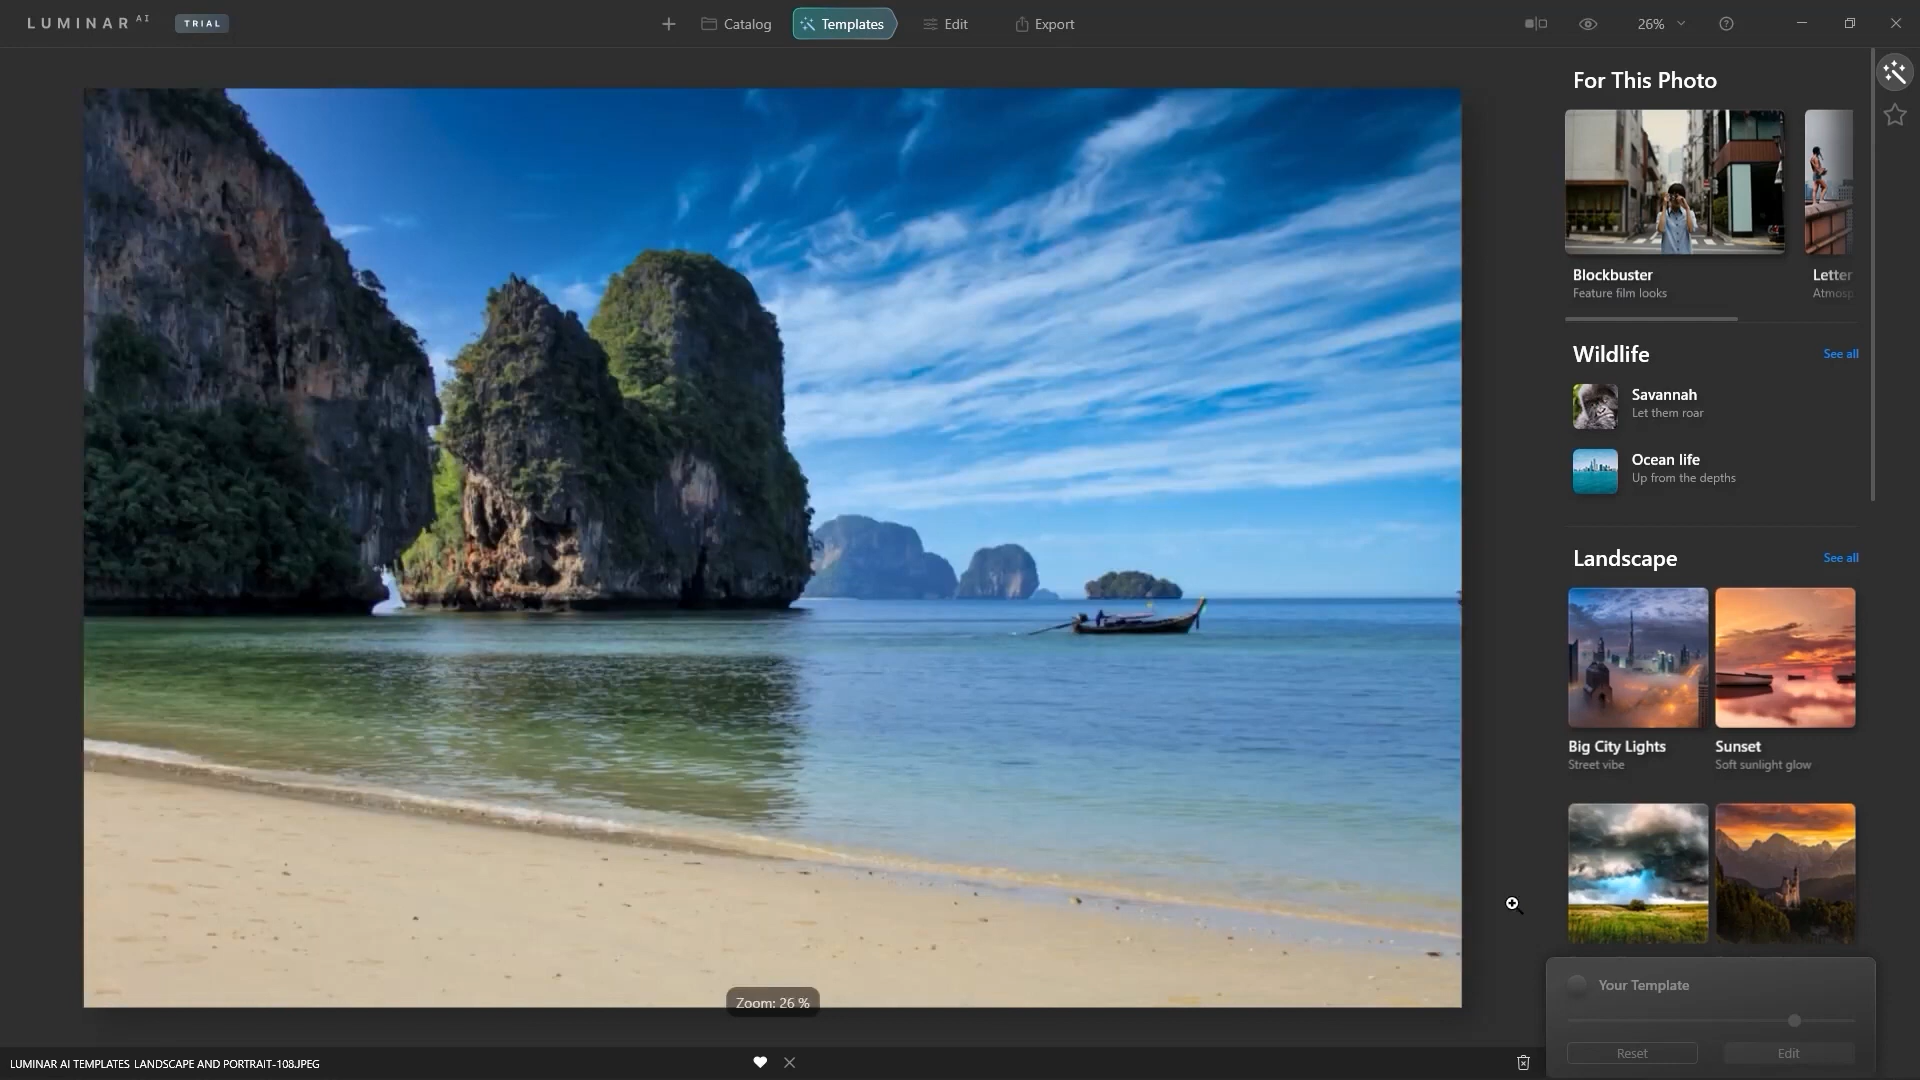 LUMINAR AI
TRIAL
Catalog
Templates
Edit
Export
26%
For This Photo
Blockbuster
Feature film looks
Letter
Atmosp
Wildlife
See all
Savannah
Let them roar
Ocean life
Up from the depths
Landscape
See all
Big City Lights
Street vibe
Sunset
Soft sunlight glow
Your Template
Reset
Edit
Zoom: 26 %
LUMINAR AI TEMPLATES LANDSCAPE AND PORTRAIT-108.JPEG